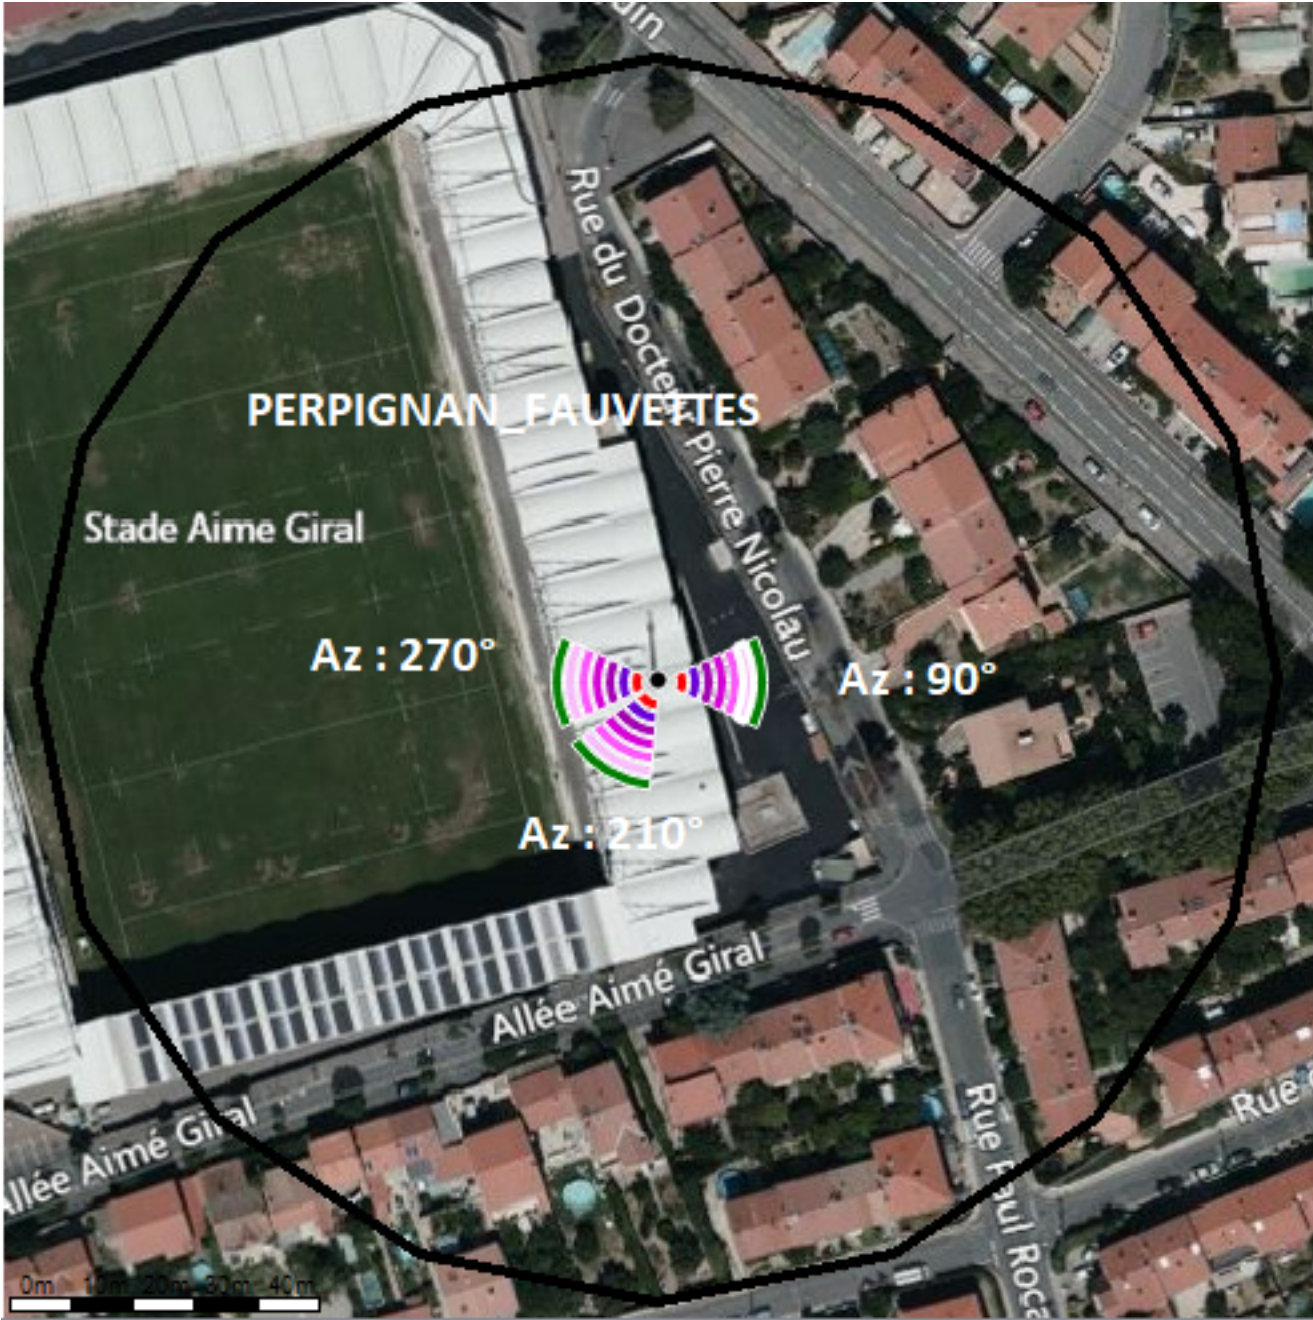 Rue du Docteur Pierre Nicolau
PERPIGNAN_FAUVETTES
Stade Aime Giral
Az : 270°
Az : 90°
Az : 210°
Allée Aimé Giral
Allée Aimé Giral
Rue Paul Roca
Rue
0m 10m 20m 30m 40m